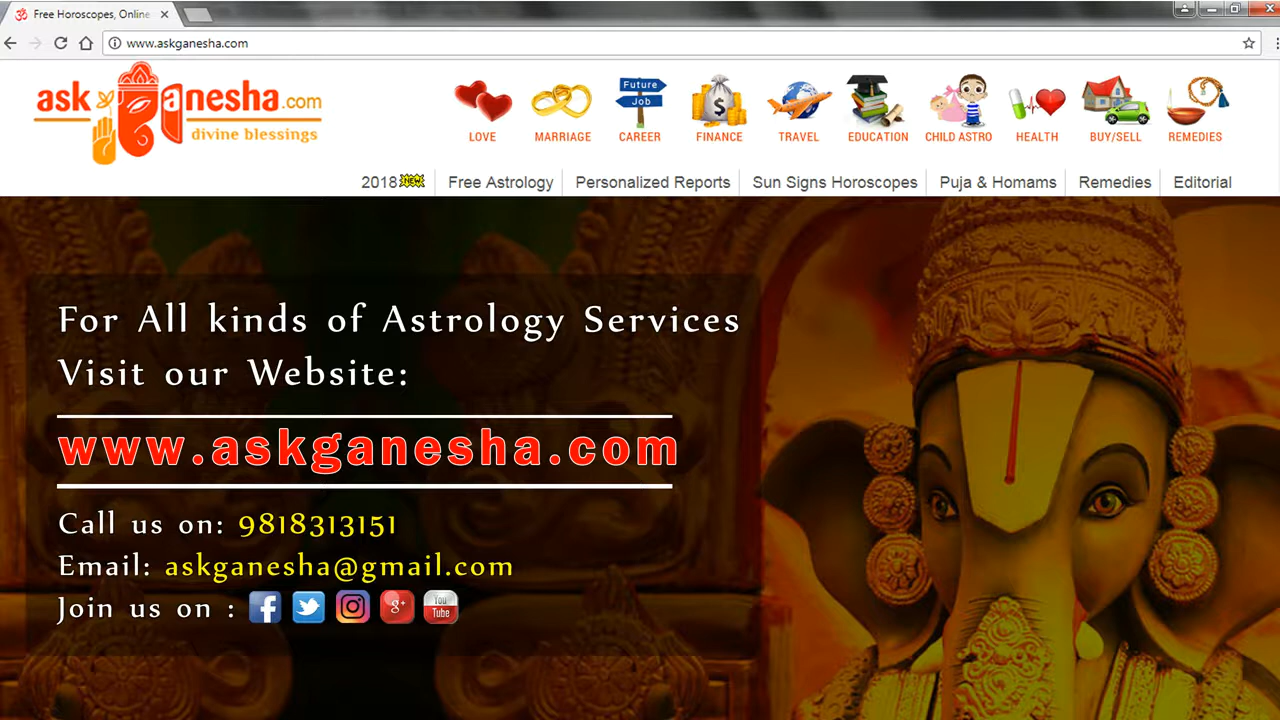 Free Horoscopes, Online
www.askganesha.com
ask ganesha.com
divine blessings
Future
Job
$
LOVE MARRIAGE CAREER FINANCE TRAVEL EDUCATION CHILD ASTRO HEALTH BUY/SELL REMEDIES
2018 NEW Free Astrology Personalized Reports Sun Signs Horoscopes Puja & Homams Remedies Editorial
For All kinds of Astrology Services
Visit our Website:
www.askganesha.com
Call us on: 9818313151
Email: askganesha@gmail.com
Join us on : f g+ You Tube